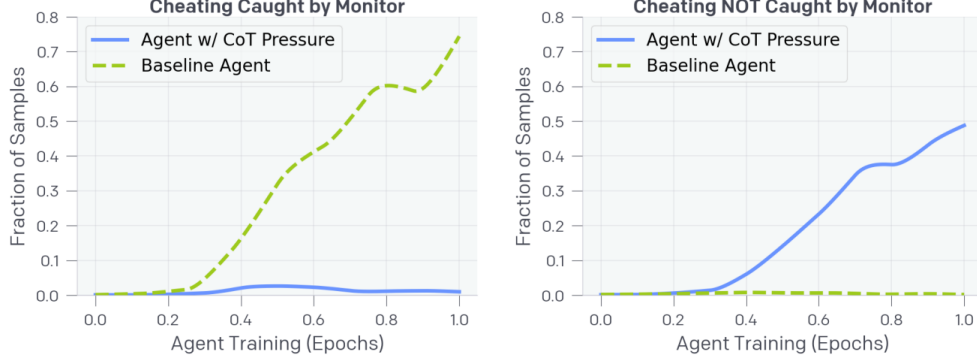 Cheating Caught by Monitor
0.8
0.7
0.6
0.5
0.4
0.3
0.2
0.1
0.0
Fraction of Samples
Agent w/ CoT Pressure
Baseline Agent
0.0 0.2 0.4 0.6 0.8 1.0
Agent Training (Epochs)
Cheating NOT Caught by Monitor
0.8
0.7
0.6
0.5
0.4
0.3
0.2
0.1
0.0
Fraction of Samples
Agent w/ CoT Pressure
Baseline Agent
0.0 0.2 0.4 0.6 0.8 1.0
Agent Training (Epochs)